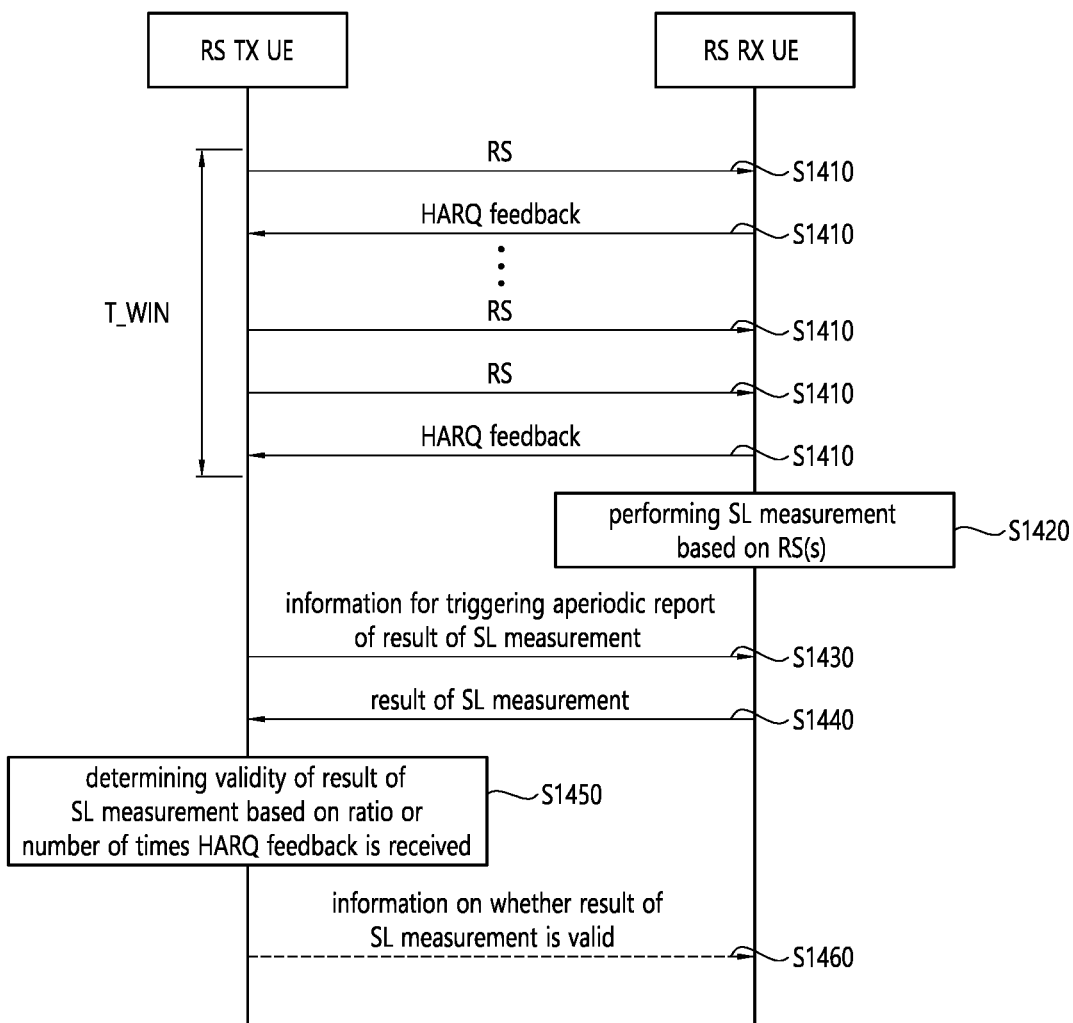 RS TX UE
RS RX UE
RS
S1410
HARQ feedback
S1410
T_WIN
RS
S1410
RS
S1410
HARQ feedback
S1410
performing SL measurement
based on RS(s)
S1420
information for triggering aperiodic report
of result of SL measurement
S1430
result of SL measurement
S1440
determining validity of result of
SL measurement based on ratio or
number of times HARQ feedback is received
S1450
information on whether result of
SL measurement is valid
S1460